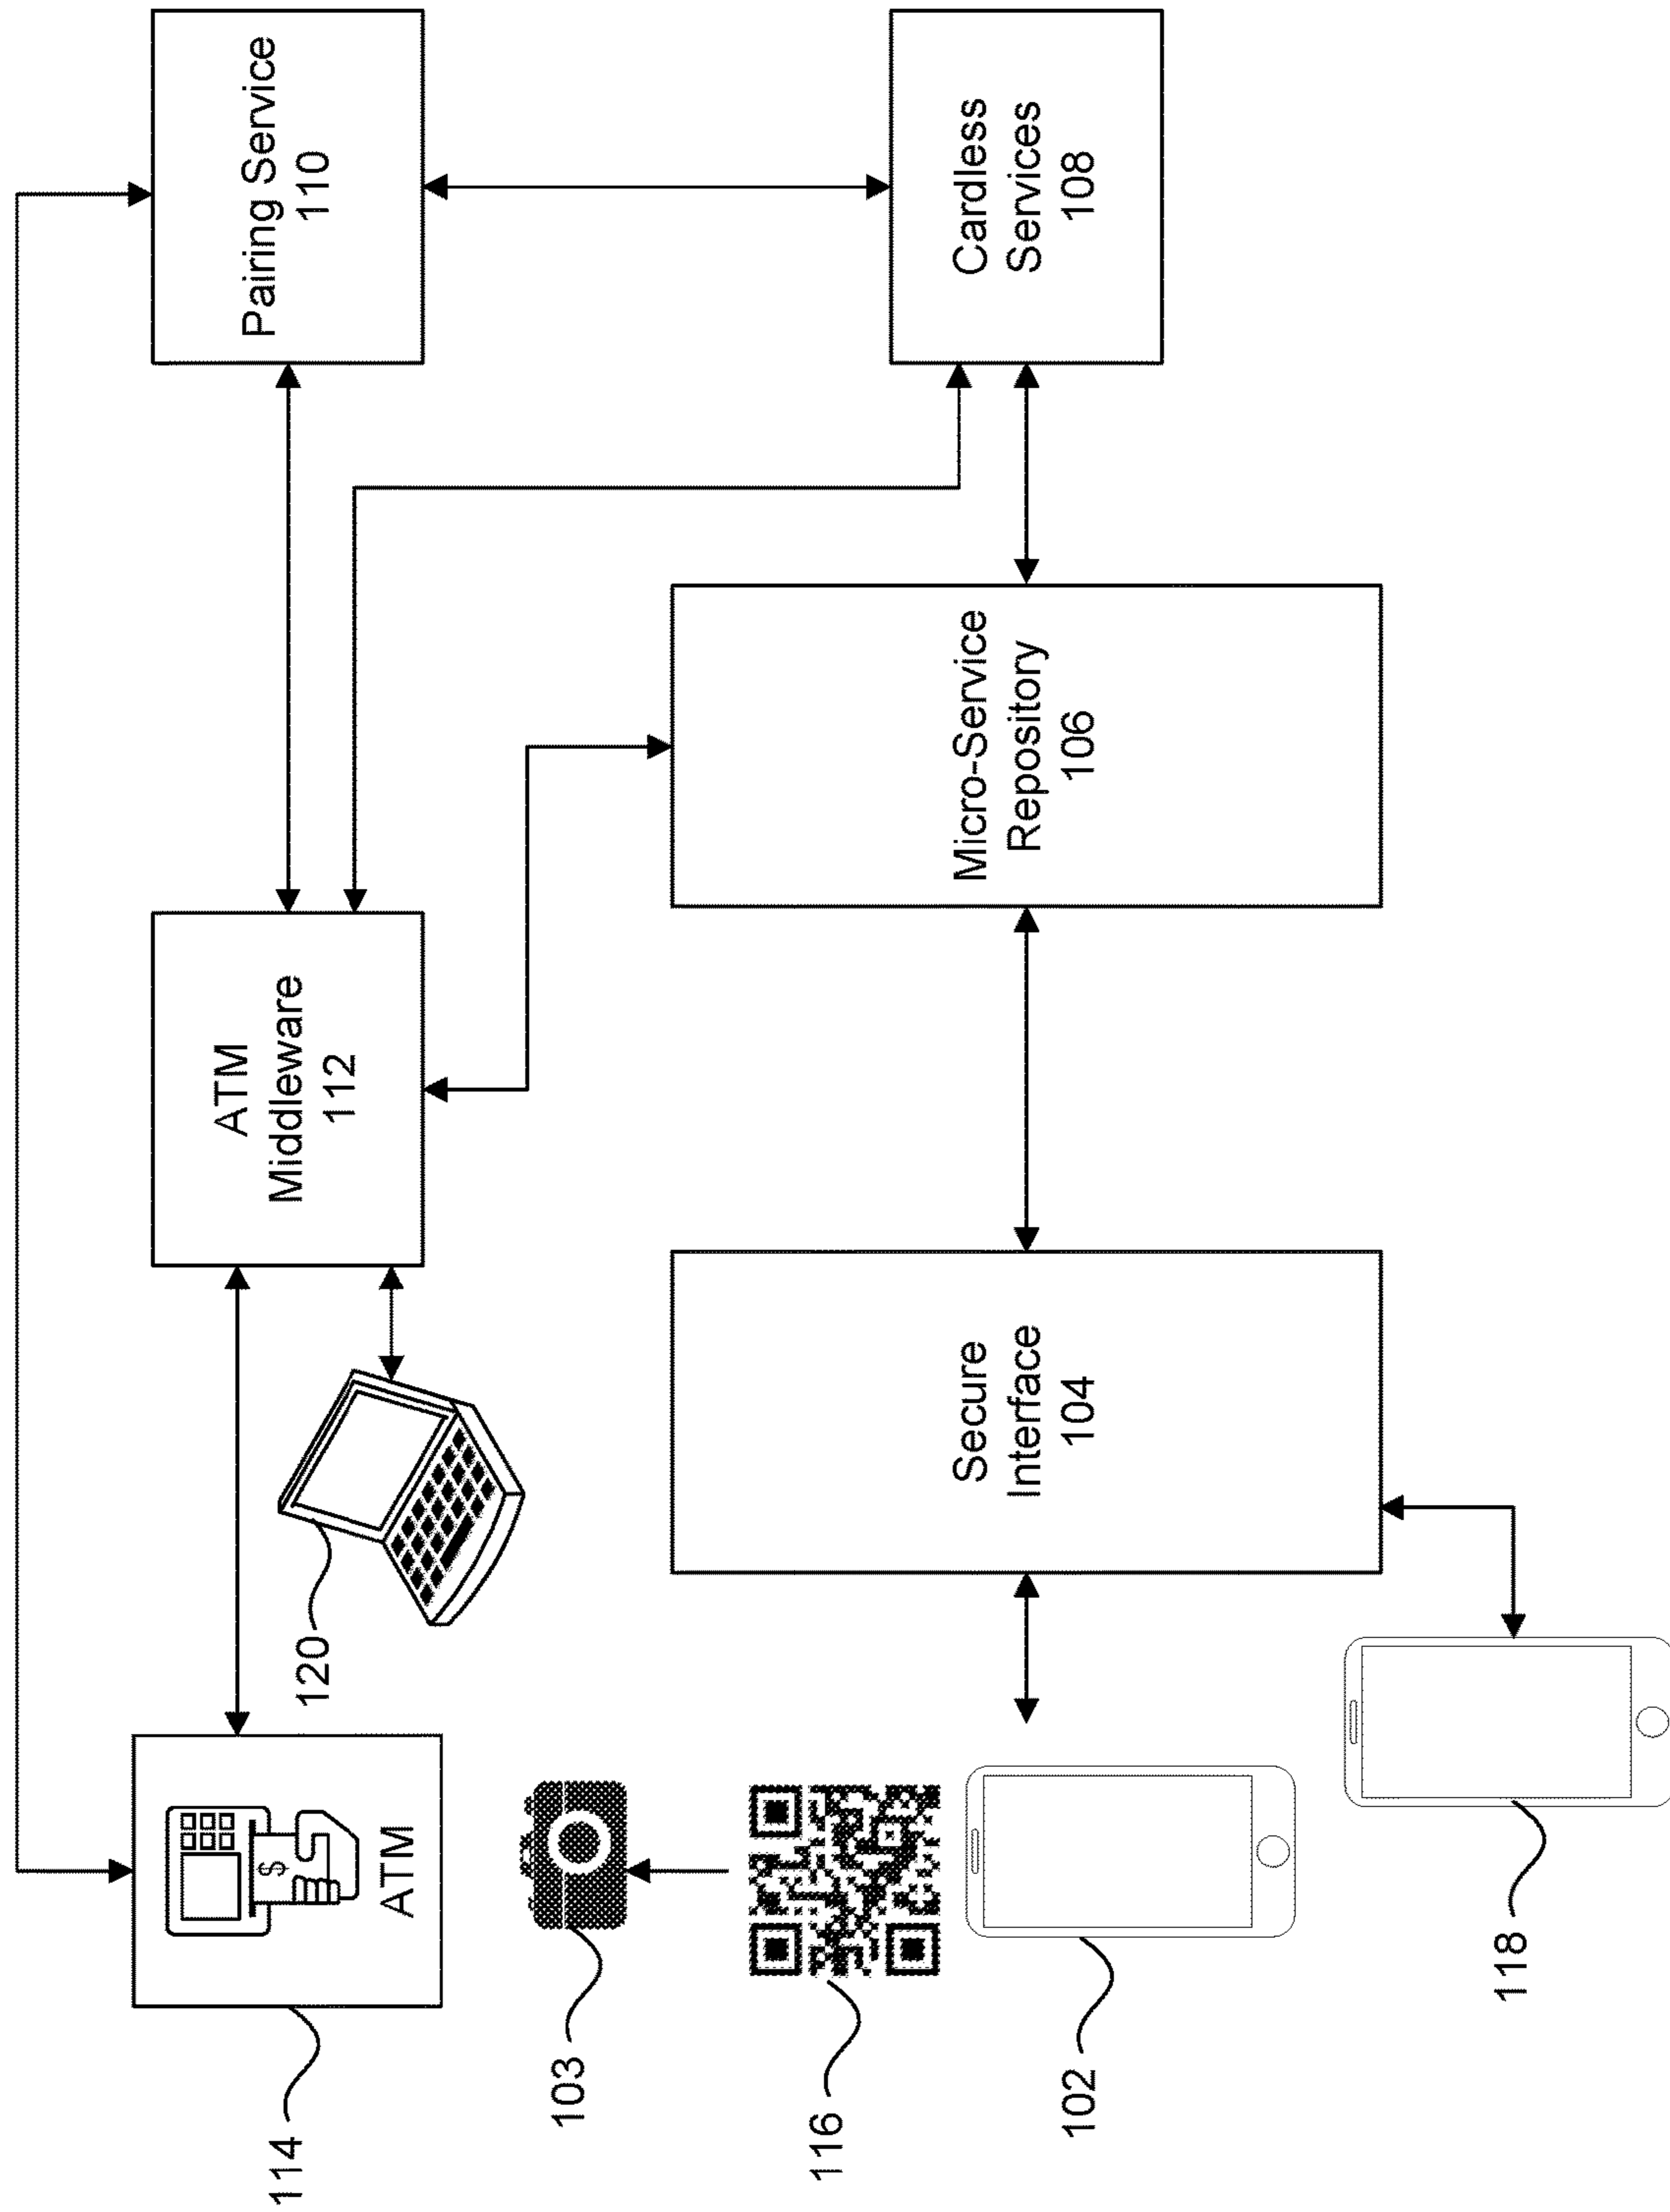 114
$
ATM
120
ATM
Middleware
112
Pairing Service
110
103
116
102
118
Secure
Interface
104
Micro-Service
Repository
106
Cardless
Services
108